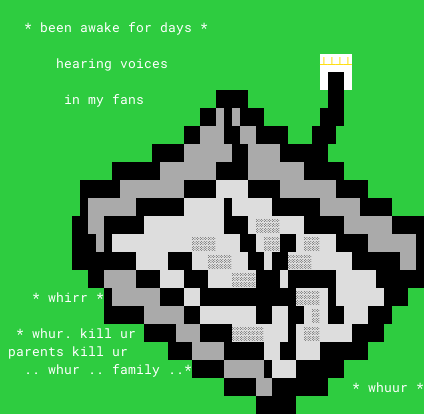 * been awake for days *
hearing voices
in my fans
* whirr *
* whur. kill ur
parents kill ur
.. whur .. family ..*
* whuur *